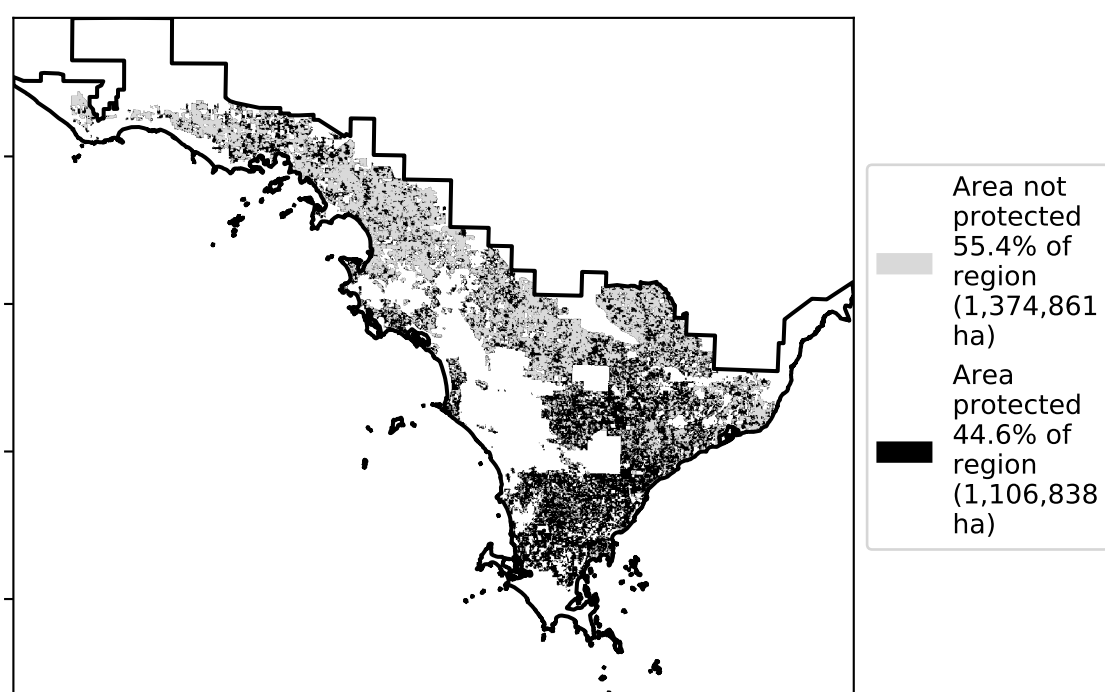 Area not
protected
55.4% of
region
(1,374,861
ha)
Area
protected
44.6% of
region
(1,106,838
ha)